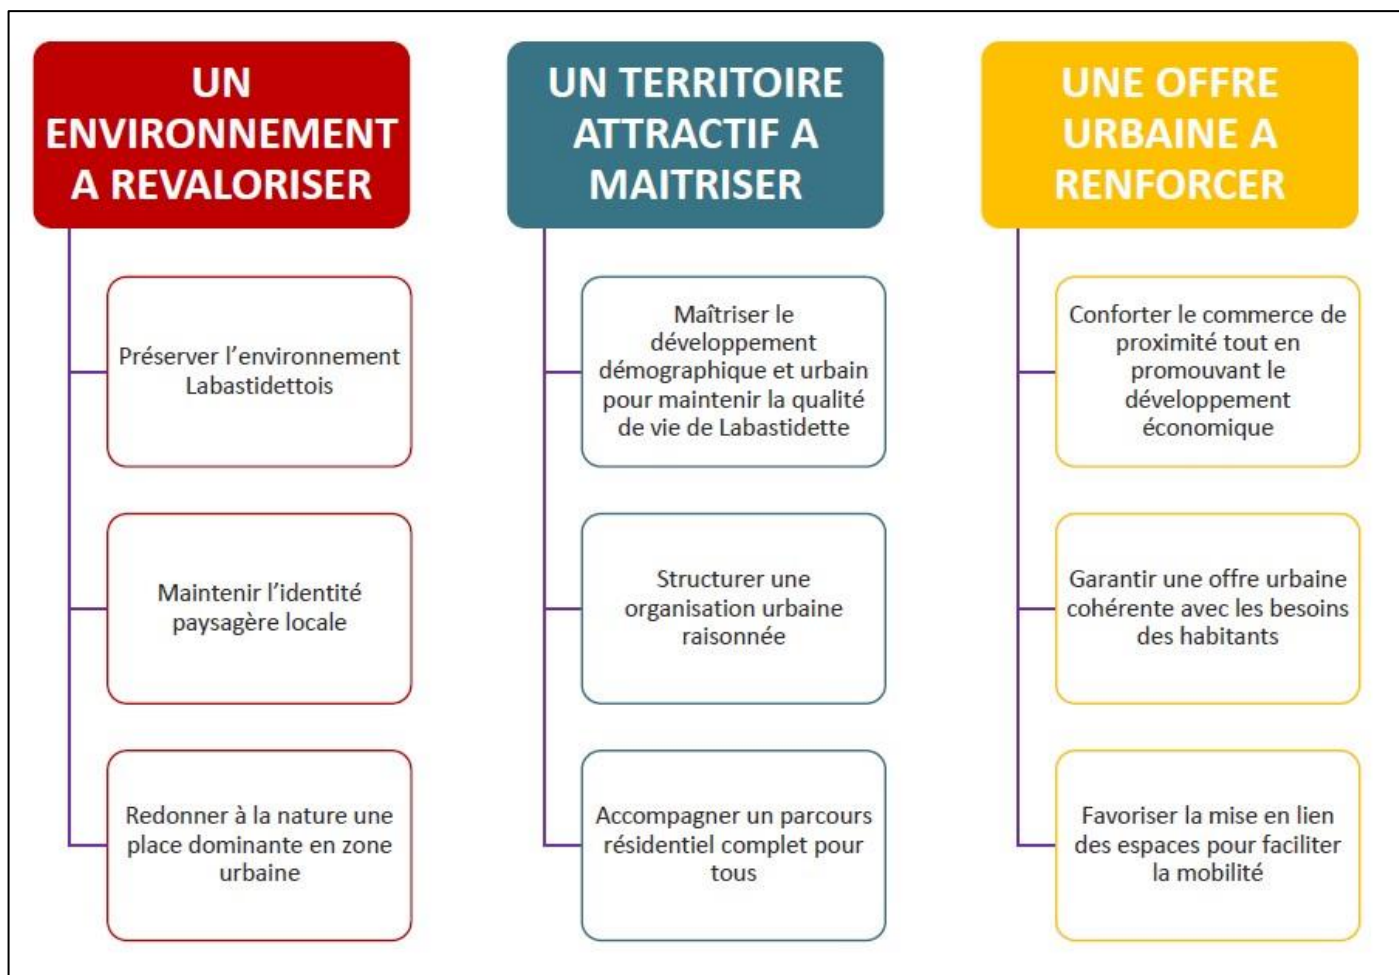 UN
ENVIRONNEMENT
A REVALORISER
Préserver l’environnement
Labastidettois
Maintenir l’identité
paysagère locale
Redonner à la nature une
place dominante en zone
urbaine
UN TERRITOIRE
ATTRACTIF A
MAITRISER
Maîtriser le
développement
démographique et urbain
pour maintenir la qualité
de vie de Labastidette
Structurer une
organisation urbaine
raisonnée
Accompagner un parcours
résidentiel complet pour
tous
UNE OFFRE
URBAINE A
RENFORCER
Conforter le commerce de
proximité tout en
promouvant le
développement
économique
Garantir une offre urbaine
cohérente avec les besoins
des habitants
Favoriser la mise en lien
des espaces pour faciliter
la mobilité